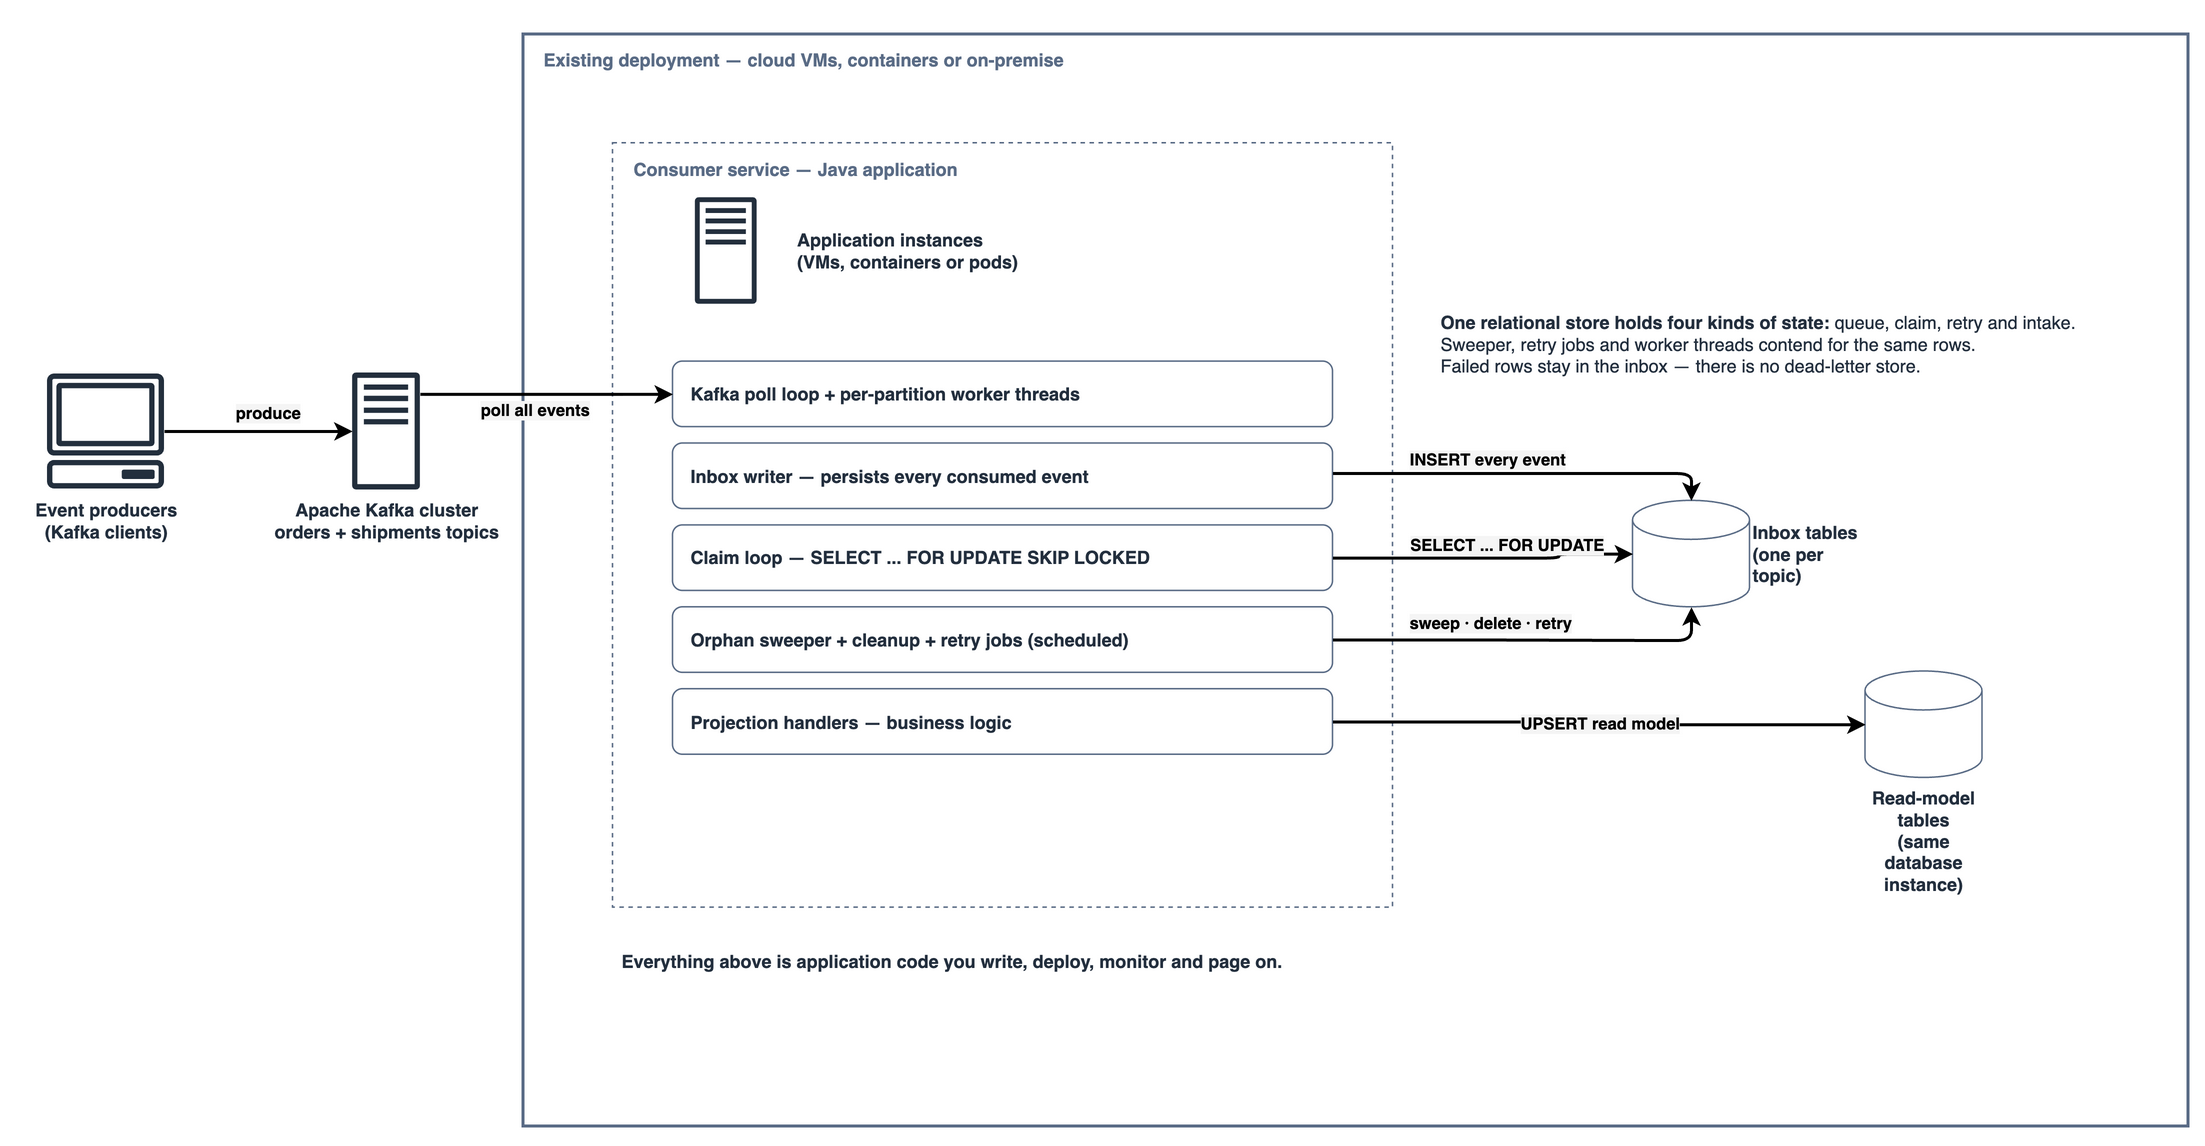 Existing deployment — cloud VMs, containers or on-premise
Consumer service — Java application
Application instances
(VMs, containers or pods)
One relational store holds four kinds of state: queue, claim, retry and intake.
Sweeper, retry jobs and worker threads contend for the same rows.
Failed rows stay in the inbox — there is no dead-letter store.
produce
poll all events
Event producers
(Kafka clients)
Apache Kafka cluster
orders + shipments topics
Kafka poll loop + per-partition worker threads
Inbox writer — persists every consumed event
INSERT every event
Claim loop — SELECT ... FOR UPDATE SKIP LOCKED
SELECT ... FOR UPDATE
Inbox tables
(one per
topic)
Orphan sweeper + cleanup + retry jobs (scheduled)
sweep · delete · retry
Projection handlers — business logic
UPSERT read model
Read-model
tables
(same
database
instance)
Everything above is application code you write, deploy, monitor and page on.